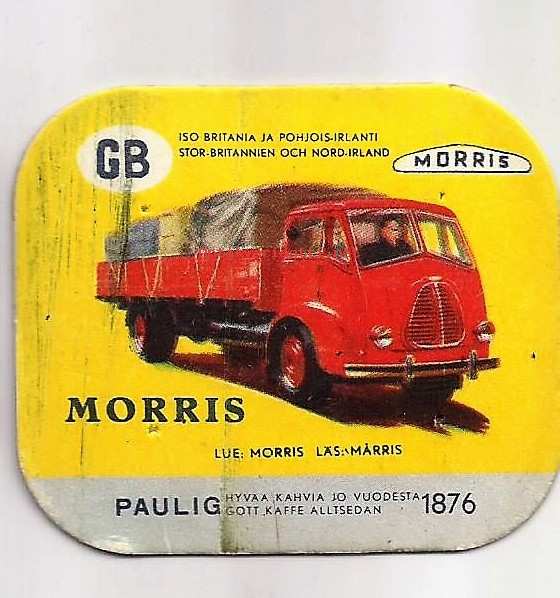 GB
ISO BRITANIA JA POHJOIS-IRLANTI
STOR-BRITANNIEN OCH NORD-IRLAND
MORRIS
MORRIS
LUE: MORRIS LÄS: MÅRRIS
PAULIG HYVÄÄ KAHVIA JO VUODESTA 1876
GOTT KAFFE ALLTSEDAN